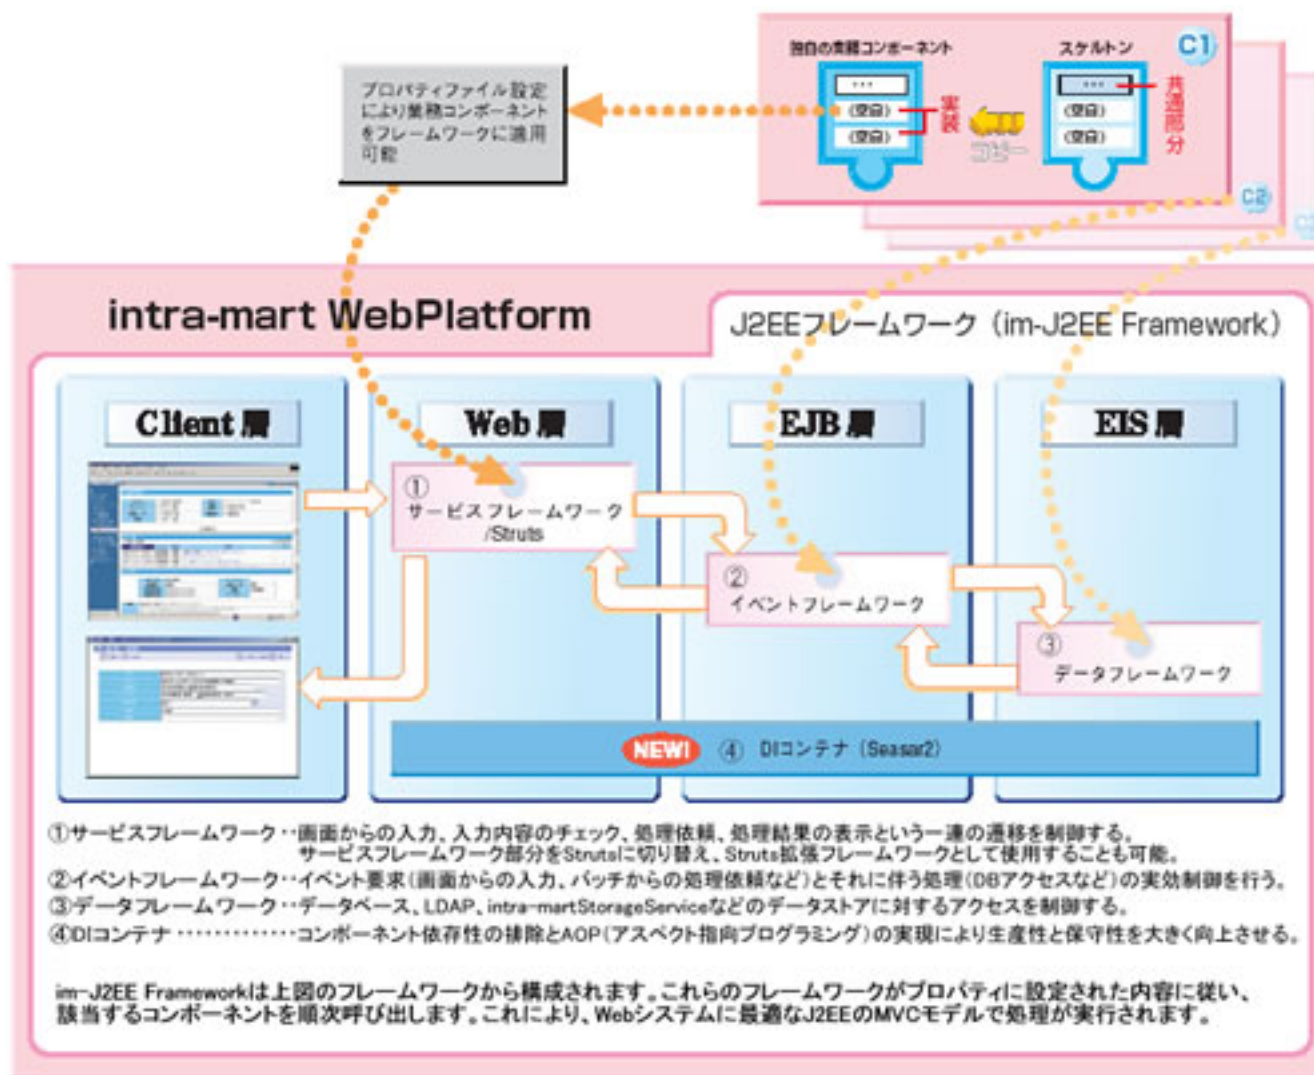 独自の業務コンポーネント
スケルトン
C1
・・・
・・・
(空白)
(空白)
(空白)
(空白)
実装
コピー
共通部分
C2
プロパティファイル設定
により業務コンポーネント
をフレームワークに適用
可能
intra-mart WebPlatform
J2EEフレームワーク（im-J2EE Framework）
Client 層
Web 層
EJB 層
EIS 層
①
サービスフレームワーク
/Struts
②
イベントフレームワーク
③
データフレームワーク
NEW! ④ DIコンテナ（Seasar2）
①サービスフレームワーク‥画面からの入力、入力内容のチェック、処理依頼、処理結果の表示という一連の遷移を制御する。
サービスフレームワーク部分をStrutsに切り替え、Struts拡張フレームワークとして使用することも可能。
②イベントフレームワーク‥イベント要求(画面からの入力、バッチからの処理依頼など)とそれに伴う処理(DBアクセスなど)の実効制御を行う。
③データフレームワーク‥データベース、LDAP、intra-martStorageServiceなどのデータストアに対するアクセスを制御する。
④DIコンテナ ‥‥‥‥‥‥‥コンポーネント依存性の排除とAOP(アスペクト指向プログラミング)の実現により生産性と保守性を大きく向上させる。
im-J2EE Frameworkは上図のフレームワークから構成されます。これらのフレームワークがプロパティに設定された内容に従い、
該当するコンポーネントを順次呼び出します。これにより、Webシステムに最適なJ2EEのMVCモデルで処理が実行されます。